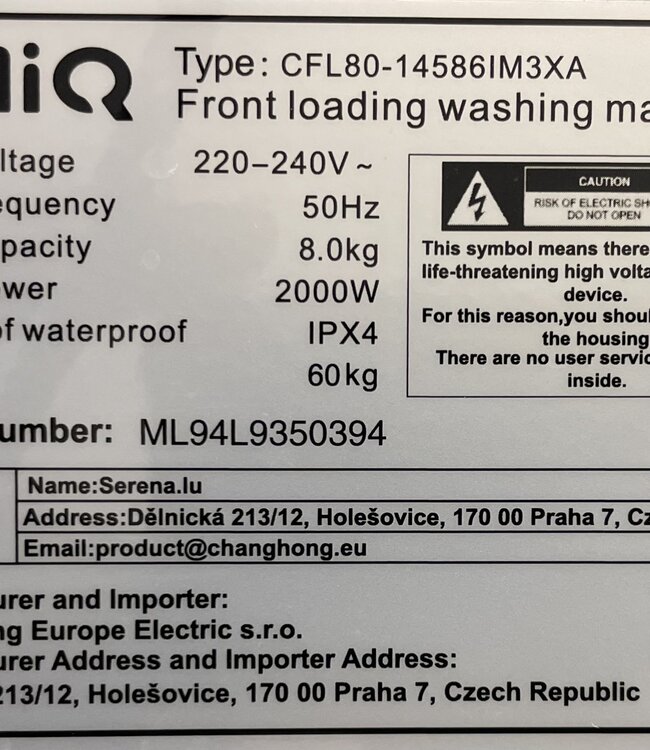 iQ
Type: CFL80-14586IM3XA
Front loading washing ma
ltage 220-240V~
equency 50Hz
pacity 8.0kg
ower 2000W
of waterproof IPX4
60kg
CAUTION
RISK OF ELECTRIC SH
DO NOT OPEN
This symbol means there
life-threatening high volta
device.
For this reason,you shoul
the housing
There are no user servic
inside.
umber: ML94L9350394
Name:Serena.lu
Address:Dělnická 213/12, Holešovice, 170 00 Praha 7, Cz
Email:product@changhong.eu
urer and Importer:
ng Europe Electric s.r.o.
urer Address and Importer Address:
213/12, Holešovice, 170 00 Praha 7, Czech Republic